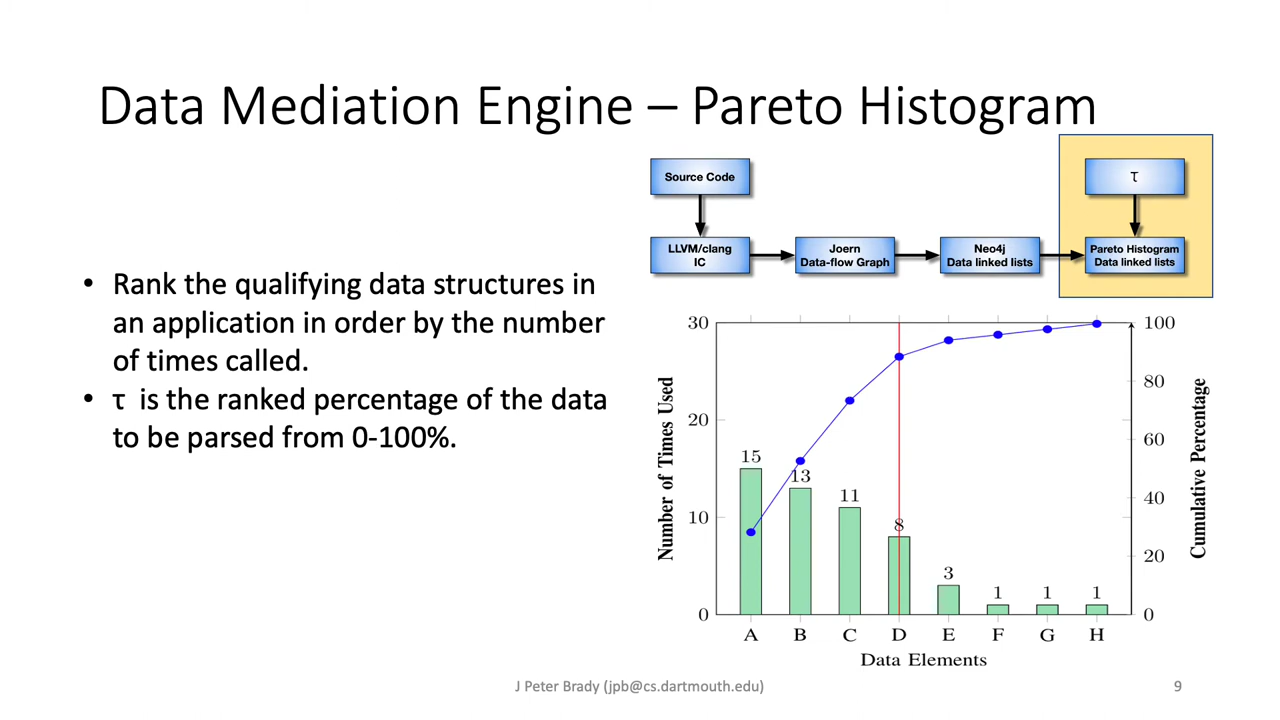 Data Mediation Engine – Pareto Histogram
Source Code
τ
LLVM/clang
IC
Joern
Data-flow Graph
Neo4j
Data linked lists
Pareto Histogram
Data linked lists
• Rank the qualifying data structures in
an application in order by the number
of times called.
• τ is the ranked percentage of the data
to be parsed from 0-100%.
30
20
10
0
Number of Times Used
15
13
11
8
3
1
1
1
100
80
60
40
20
0
Cumulative Percentage
A B C D E F G H
Data Elements
J Peter Brady (jpb@cs.dartmouth.edu)
9